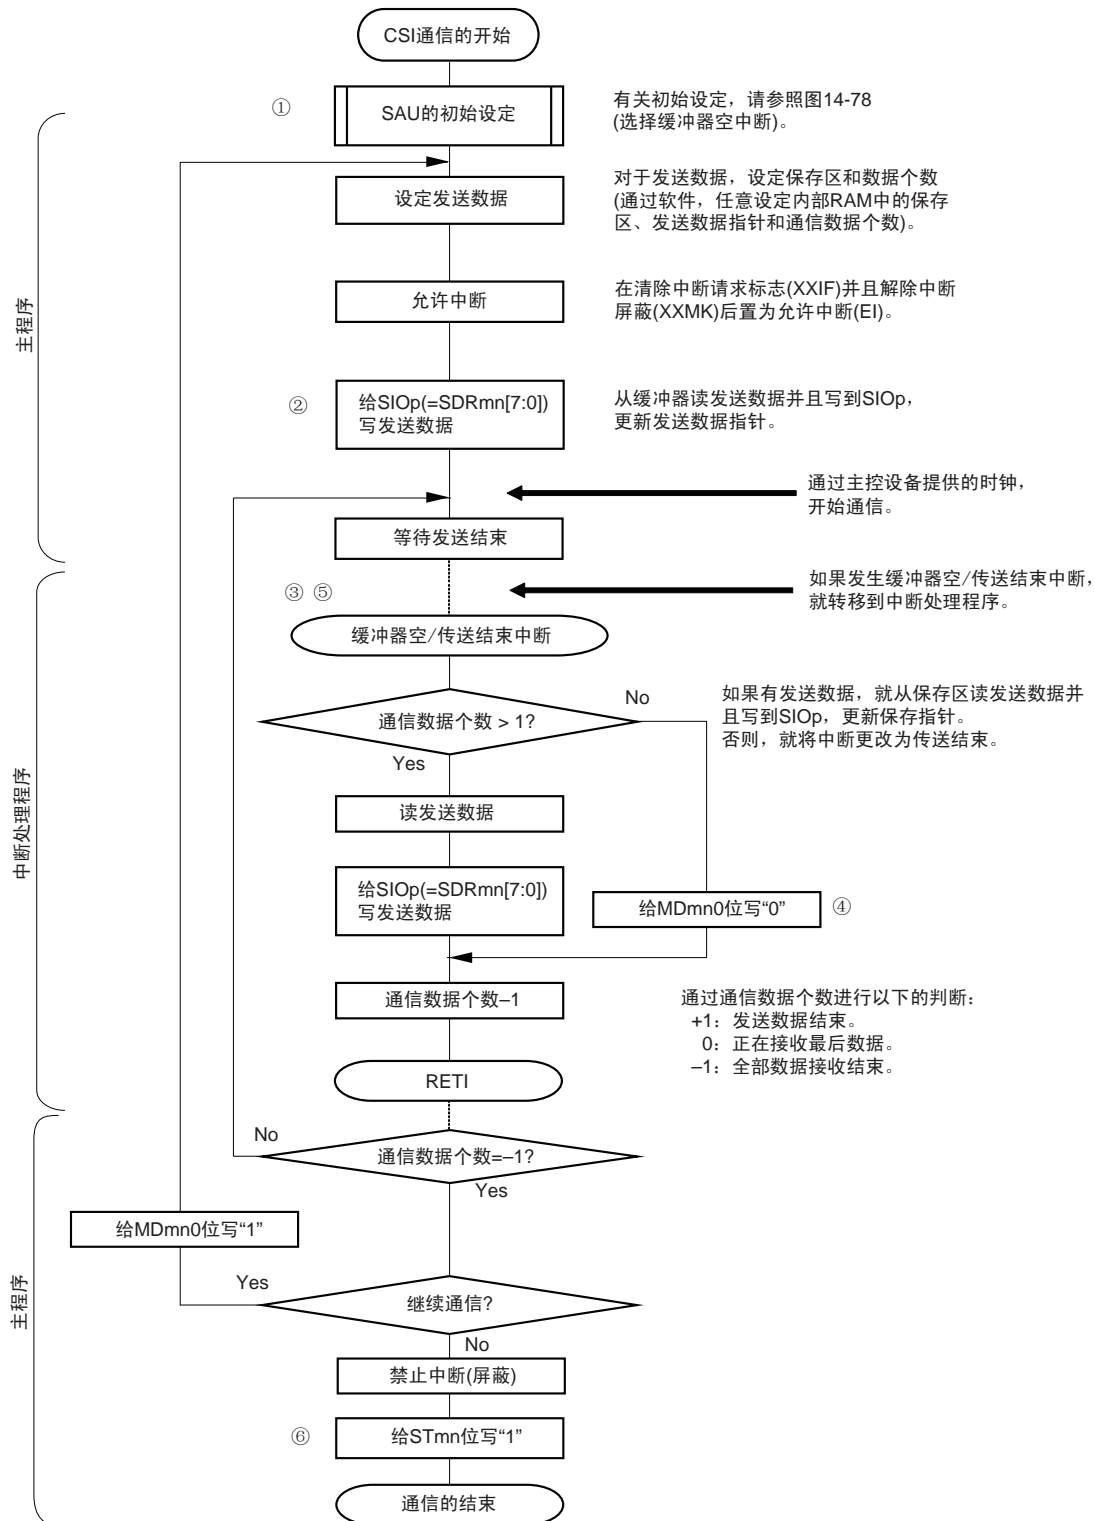 CSI通信的开始
①
SAU的初始设定
有关初始设定，请参照图14-78
(选择缓冲器空中断)。
设定发送数据
对于发送数据，设定保存区和数据个数
(通过软件，任意设定内部RAM中的保存
区、发送数据指针和通信数据个数)。
主程序
允许中断
在清除中断请求标志(XXIF)并且解除中断
屏蔽(XXMK)后置为允许中断(EI)。
②
给SIOp(=SDRmn[7:0])
写发送数据
从缓冲器读发送数据并且写到SIOp，
更新发送数据指针。
通过主控设备提供的时钟，
开始通信。
等待发送结束
③ ⑤
如果发生缓冲器空/传送结束中断，
就转移到中断处理程序。
缓冲器空/传送结束中断
通信数据个数 > 1?
No
Yes
如果有发送数据，就从保存区读发送数据并
且写到SIOp，更新保存指针。
否则，就将中断更改为传送结束。
中断处理程序
读发送数据
给SIOp(=SDRmn[7:0])
写发送数据
给MDmn0位写“0”
④
通信数据个数–1
通过通信数据个数进行以下的判断：
+1：发送数据结束。
0：正在接收最后数据。
–1：全部数据接收结束。
RETI
No
通信数据个数=–1?
Yes
给MDmn0位写“1”
主程序
Yes
继续通信?
No
禁止中断(屏蔽)
⑥
给STmn位写“1”
通信的结束